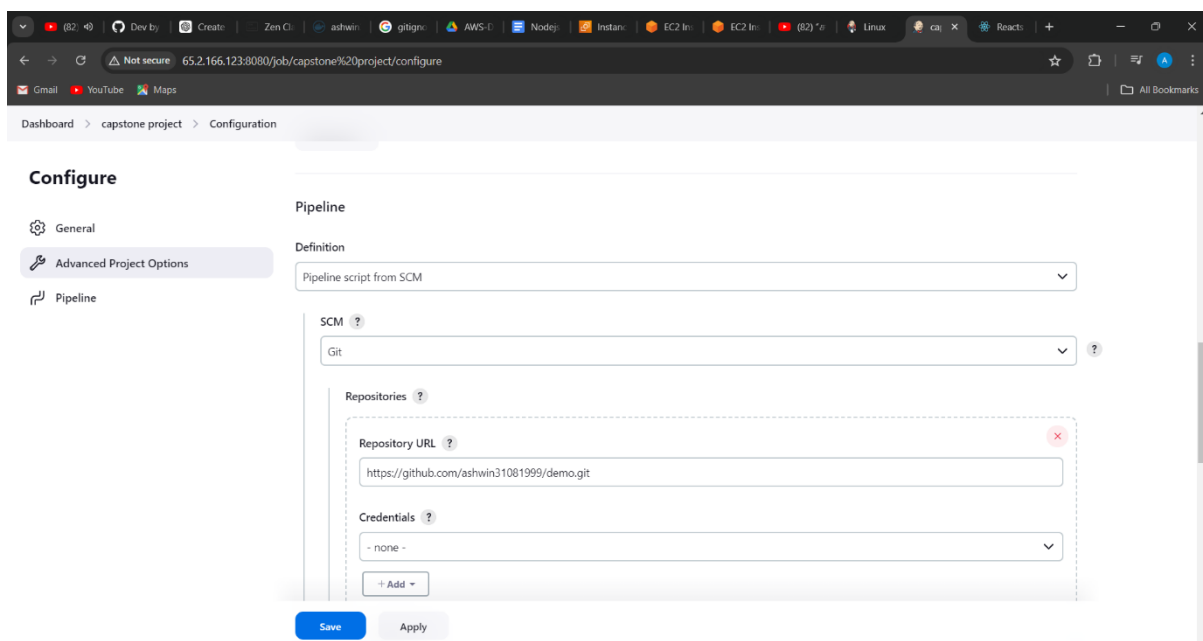 (82)
Dev by
Create
Zen Cl
ashwin
gitigno
AWS-D
Nodejs
Instanc
EC2 Ins
EC2 Ins
(82) "
Linux
cap
Reacts
Not secure 65.2.166.123:8080/job/capstone%20project/configure
A
Gmail YouTube Maps
All Bookmarks
Dashboard > capstone project > Configuration
Configure
General
Advanced Project Options
Pipeline
Pipeline
Definition
Pipeline script from SCM
SCM ?
Git
?
Repositories ?
Repository URL ?
https://github.com/ashwin31081999/demo.git
Credentials ?
- none -
+ Add
Save Apply